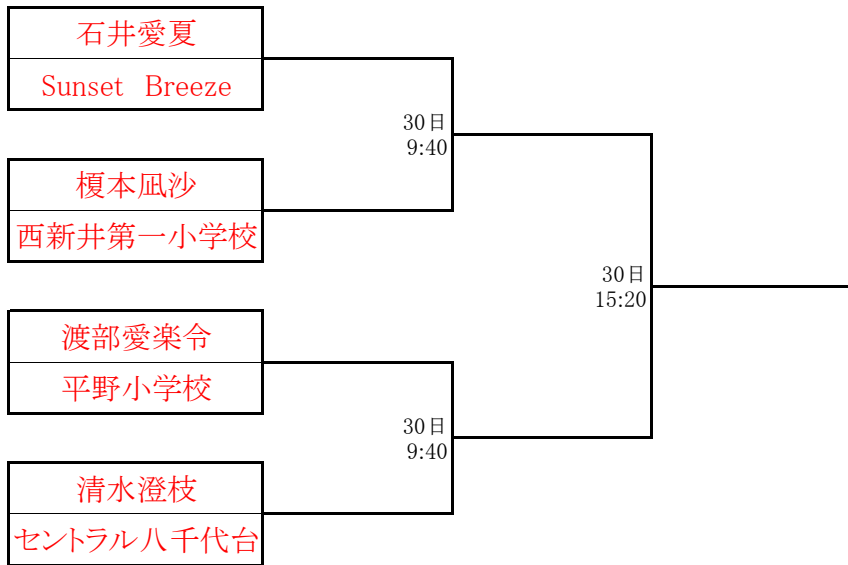 石井愛夏
Sunset Breeze
30日
9:40
榎本凪沙
西新井第一小学校
30日
15:20
渡部愛楽令
平野小学校
30日
9:40
清水澄枝
セントラル八千代台